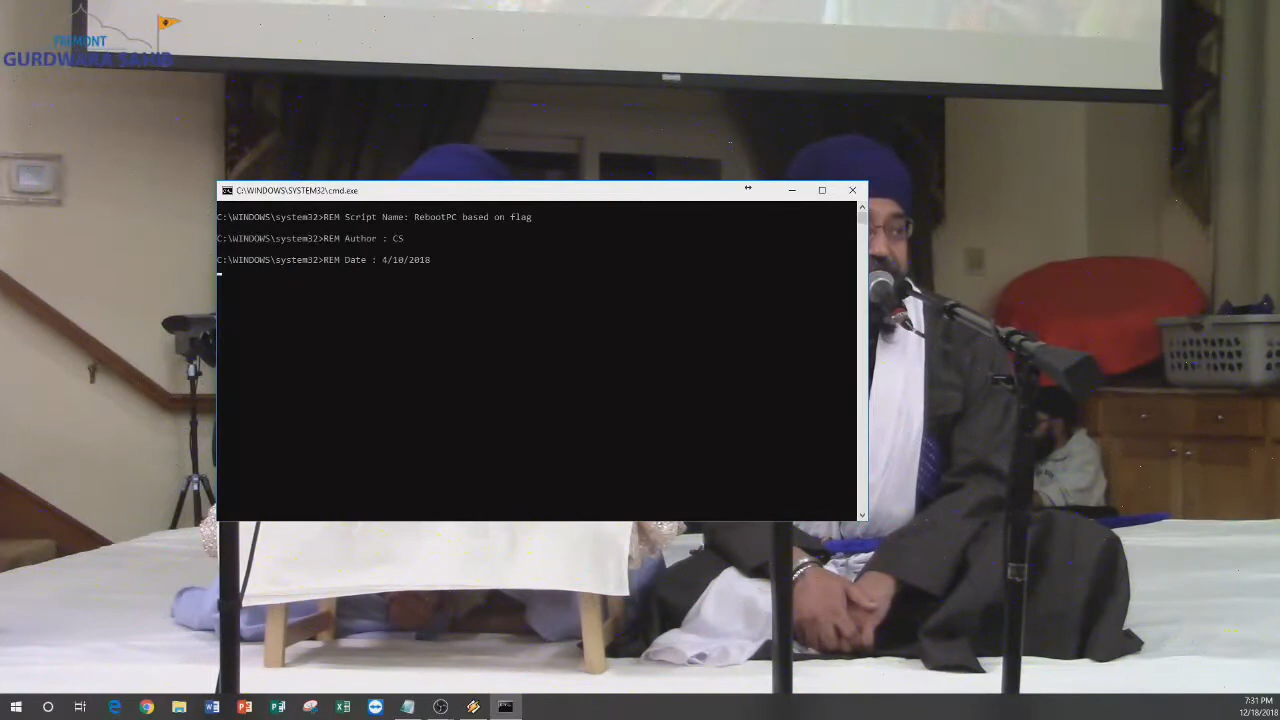 FREMONT
GURDWARA SAHIB
C:\WINDOWS\SYSTEM32\cmd.exe
C:\WINDOWS\system32>REM Script Name: RebootPC based on flag
C:\WINDOWS\system32>REM Author : CS
C:\WINDOWS\system32>REM Date : 4/10/2018
7:31 PM
12/18/2018